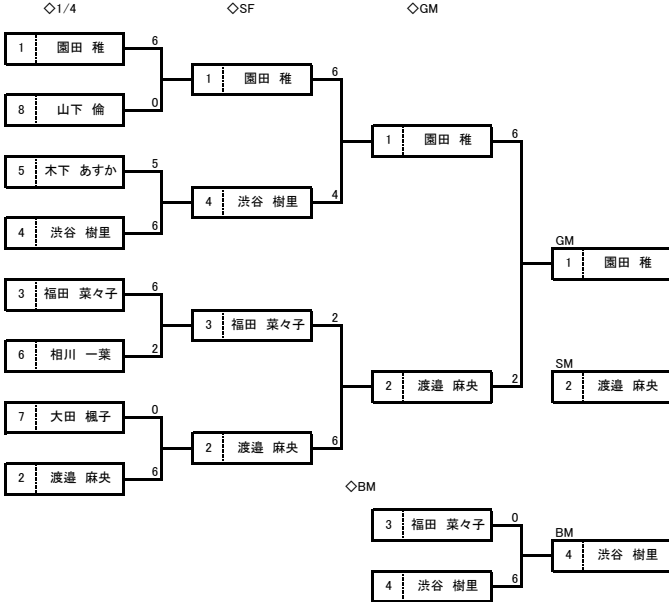 ◇1/4 ◇SF ◇GM
1 園田 稚 6
8 山下 倫 0
1 園田 稚 6
5 木下 あすか 5
4 渋谷 樹里 6
4 渋谷 樹里 4
1 園田 稚 6
3 福田 菜々子 6
6 相川 一葉 2
3 福田 菜々子 2
7 大田 楓子 0
2 渡邉 麻央 6
2 渡邉 麻央 6
2 渡邉 麻央 2
GM
1 園田 稚
SM
2 渡邉 麻央
◇BM
3 福田 菜々子 0
4 渋谷 樹里 6
BM
4 渋谷 樹里